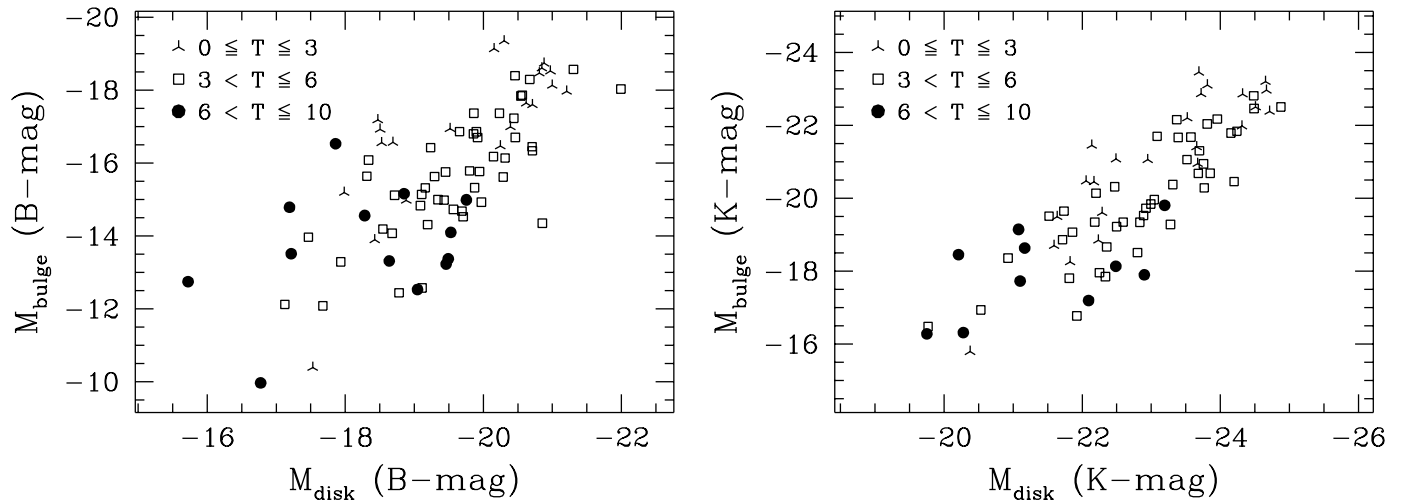 −20
−18
−16
−14
−12
−10
M_bulge (B−mag)
0 ≦ T ≦ 3
3 < T ≦ 6
6 < T ≦ 10
−16 −18 −20 −22
M_disk (B−mag)
−24
−22
−20
−18
−16
M_bulge (K−mag)
0 ≦ T ≦ 3
3 < T ≦ 6
6 < T ≦ 10
−20 −22 −24 −26
M_disk (K−mag)